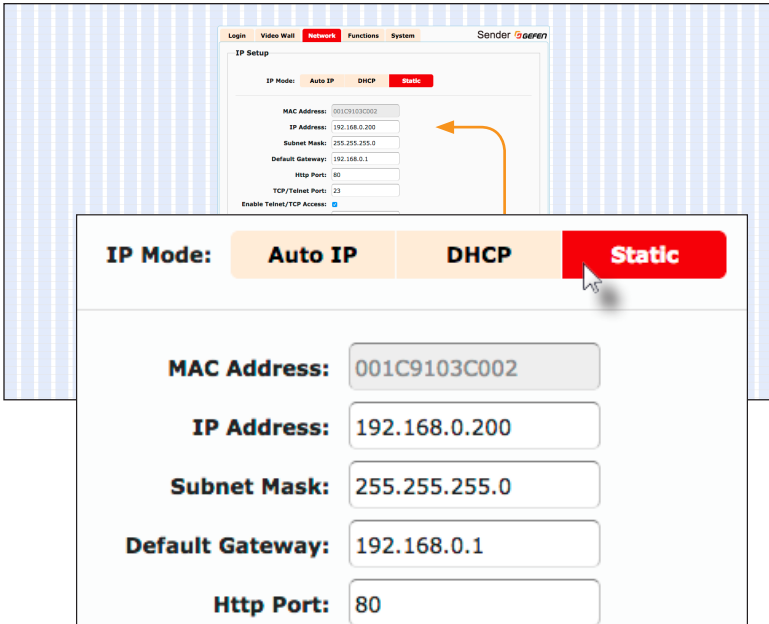 Login Video Wall Network Functions System Sender GEFEN
IP Setup
IP Mode: Auto IP DHCP Static
MAC Address: 001C9103C002
IP Address: 192.168.0.200
Subnet Mask: 255.255.255.0
Default Gateway: 192.168.0.1
Http Port: 80
TCP/Telnet Port: 23
Enable Telnet/TCP Access:
IP Mode: Auto IP DHCP Static
MAC Address: 001C9103C002
IP Address: 192.168.0.200
Subnet Mask: 255.255.255.0
Default Gateway: 192.168.0.1
Http Port: 80